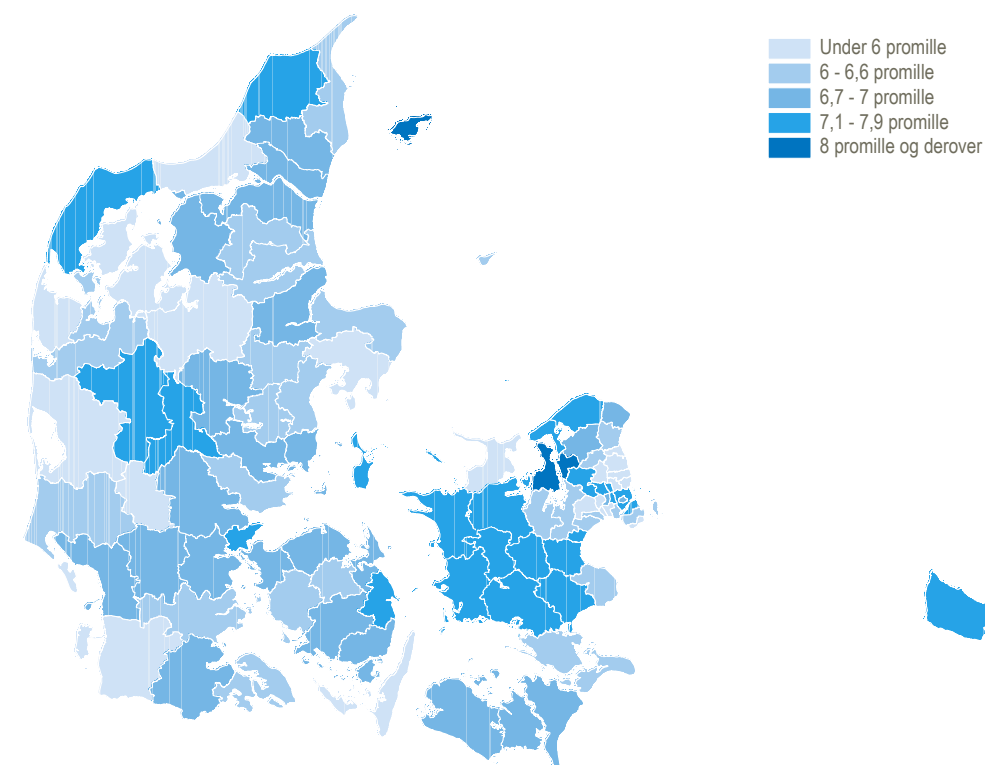 Under 6 promille
6 - 6,6 promille
6,7 - 7 promille
7,1 - 7,9 promille
8 promille og derover